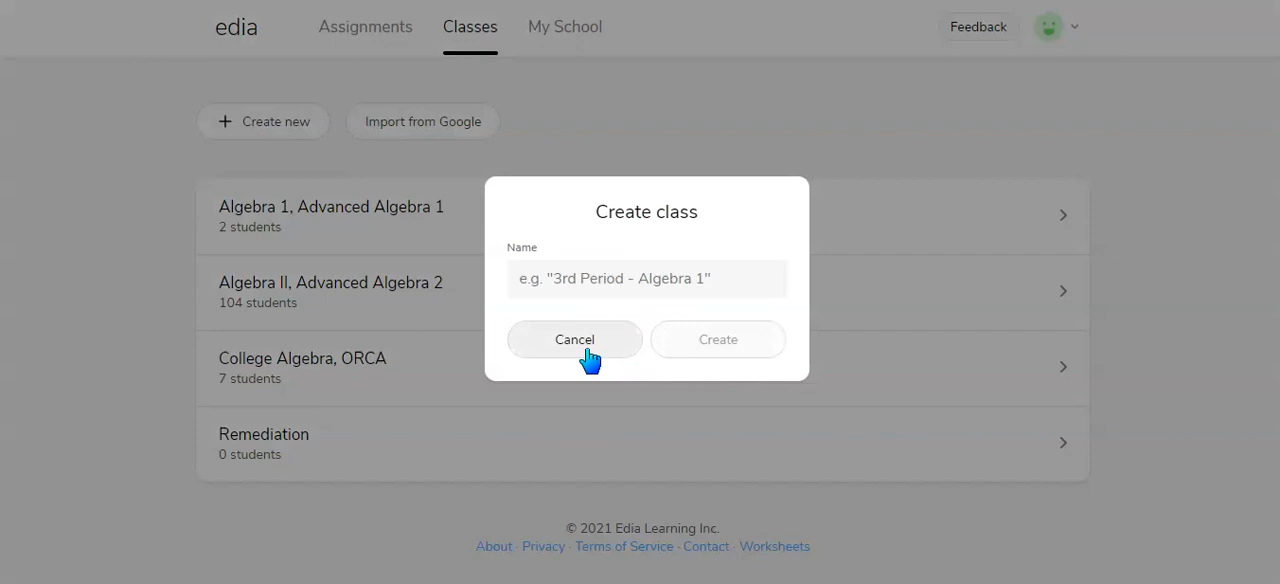 edia Assignments Classes My School Feedback
Create new Import from Google
Algebra 1, Advanced Algebra 1
2 students
Algebra II, Advanced Algebra 2
104 students
College Algebra, ORCA
7 students
Remediation
0 students
Create class
Name
e.g. "3rd Period - Algebra 1"
Cancel Create
© 2021 Edia Learning Inc.
About · Privacy · Terms of Service · Contact · Worksheets